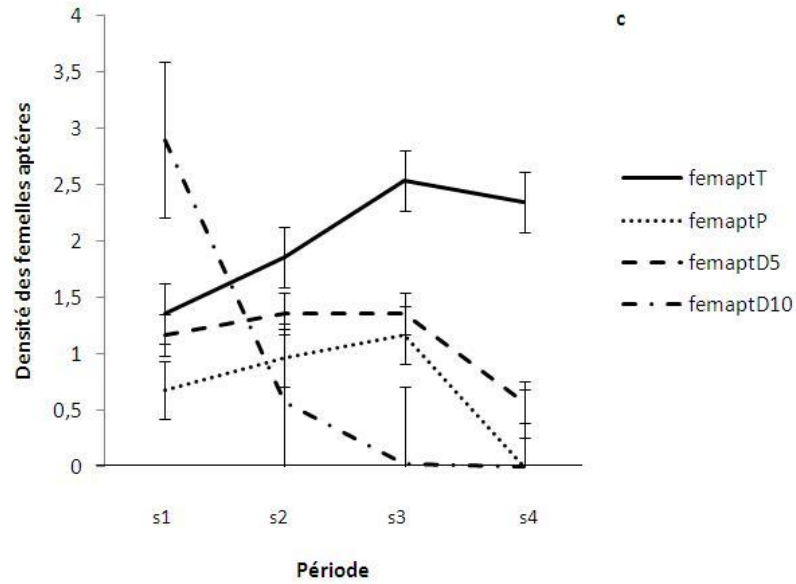 c
Densité des femelles aptères
4
3,5
3
2,5
2
1,5
1
0,5
0
s1 s2 s3 s4
Période
femaptT
femaptP
femaptD5
femaptD10